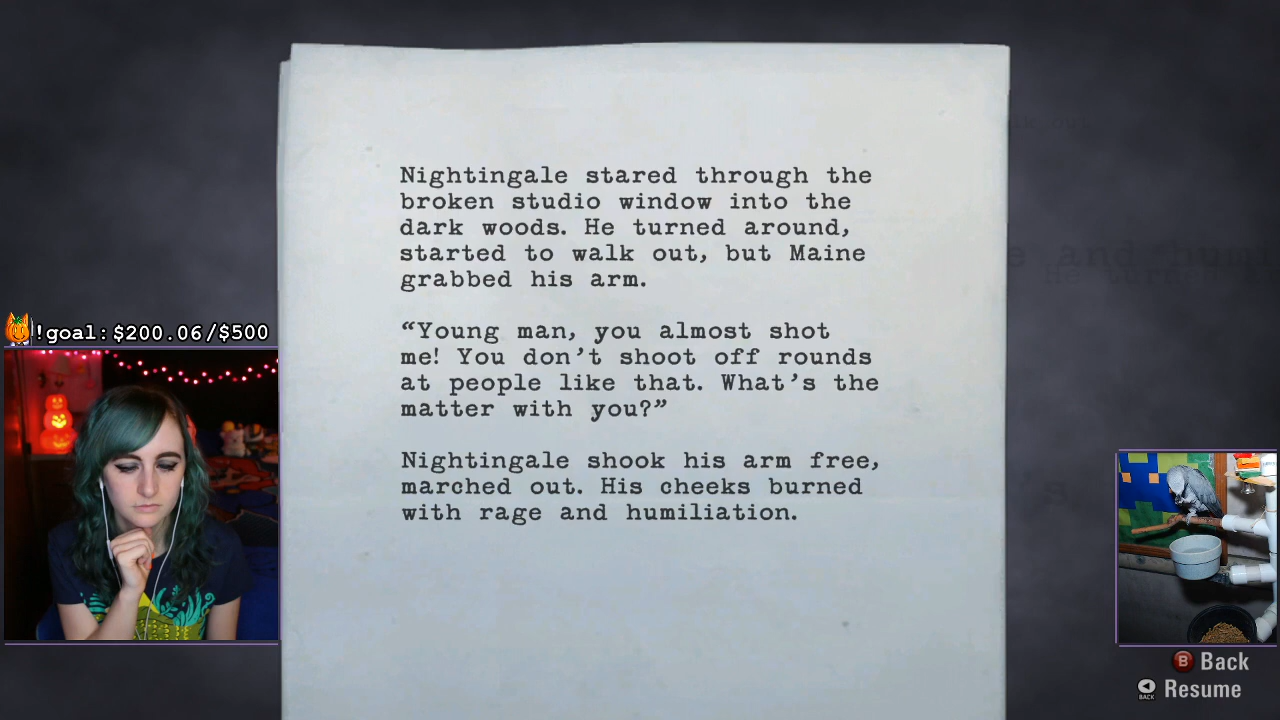 Nightingale stared through the
broken studio window into the
dark woods. He turned around,
started to walk out, but Maine
grabbed his arm.
“Young man, you almost shot
me! You don’t shoot off rounds
at people like that. What’s the
matter with you?”
Nightingale shook his arm free,
marched out. His cheeks burned
with rage and humiliation.
!goal: $200.06/$500
B Back
BACK Resume